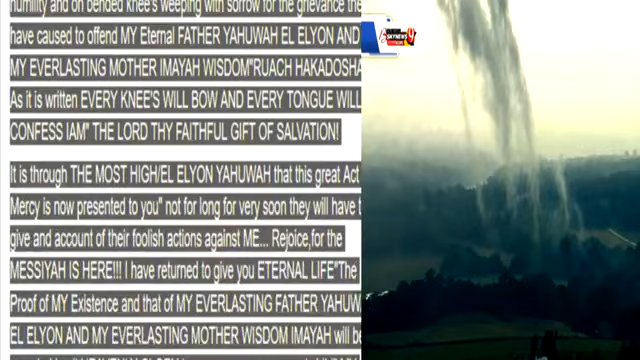 humility and on bended knee's weeping with sorrow for the grievance the
have caused to offend MY Eternal FATHER YAHUWAH EL ELYON AND
MY EVERLASTING MOTHER IMAYAH WISDOM"RUACH HAKADOSHA
As it is written EVERY KNEE'S WILL BOW AND EVERY TONGUE WILL
CONFESS IAM" THE LORD THY FAITHFUL GIFT OF SALVATION!
It is through THE MOST HIGH/EL ELYON YAHUWAH that this great Act
Mercy is now presented to you" not for long for very soon they will have t
give and account of their foolish actions against ME... Rejoice,for the
MESSIYAH IS HERE!!! I have returned to give you ETERNAL LIFE"The
Proof of MY Existence and that of MY EVERLASTING FATHER YAHUW
EL ELYON AND MY EVERLASTING MOTHER WISDOM IMAYAH will be
SKYNEWS 9